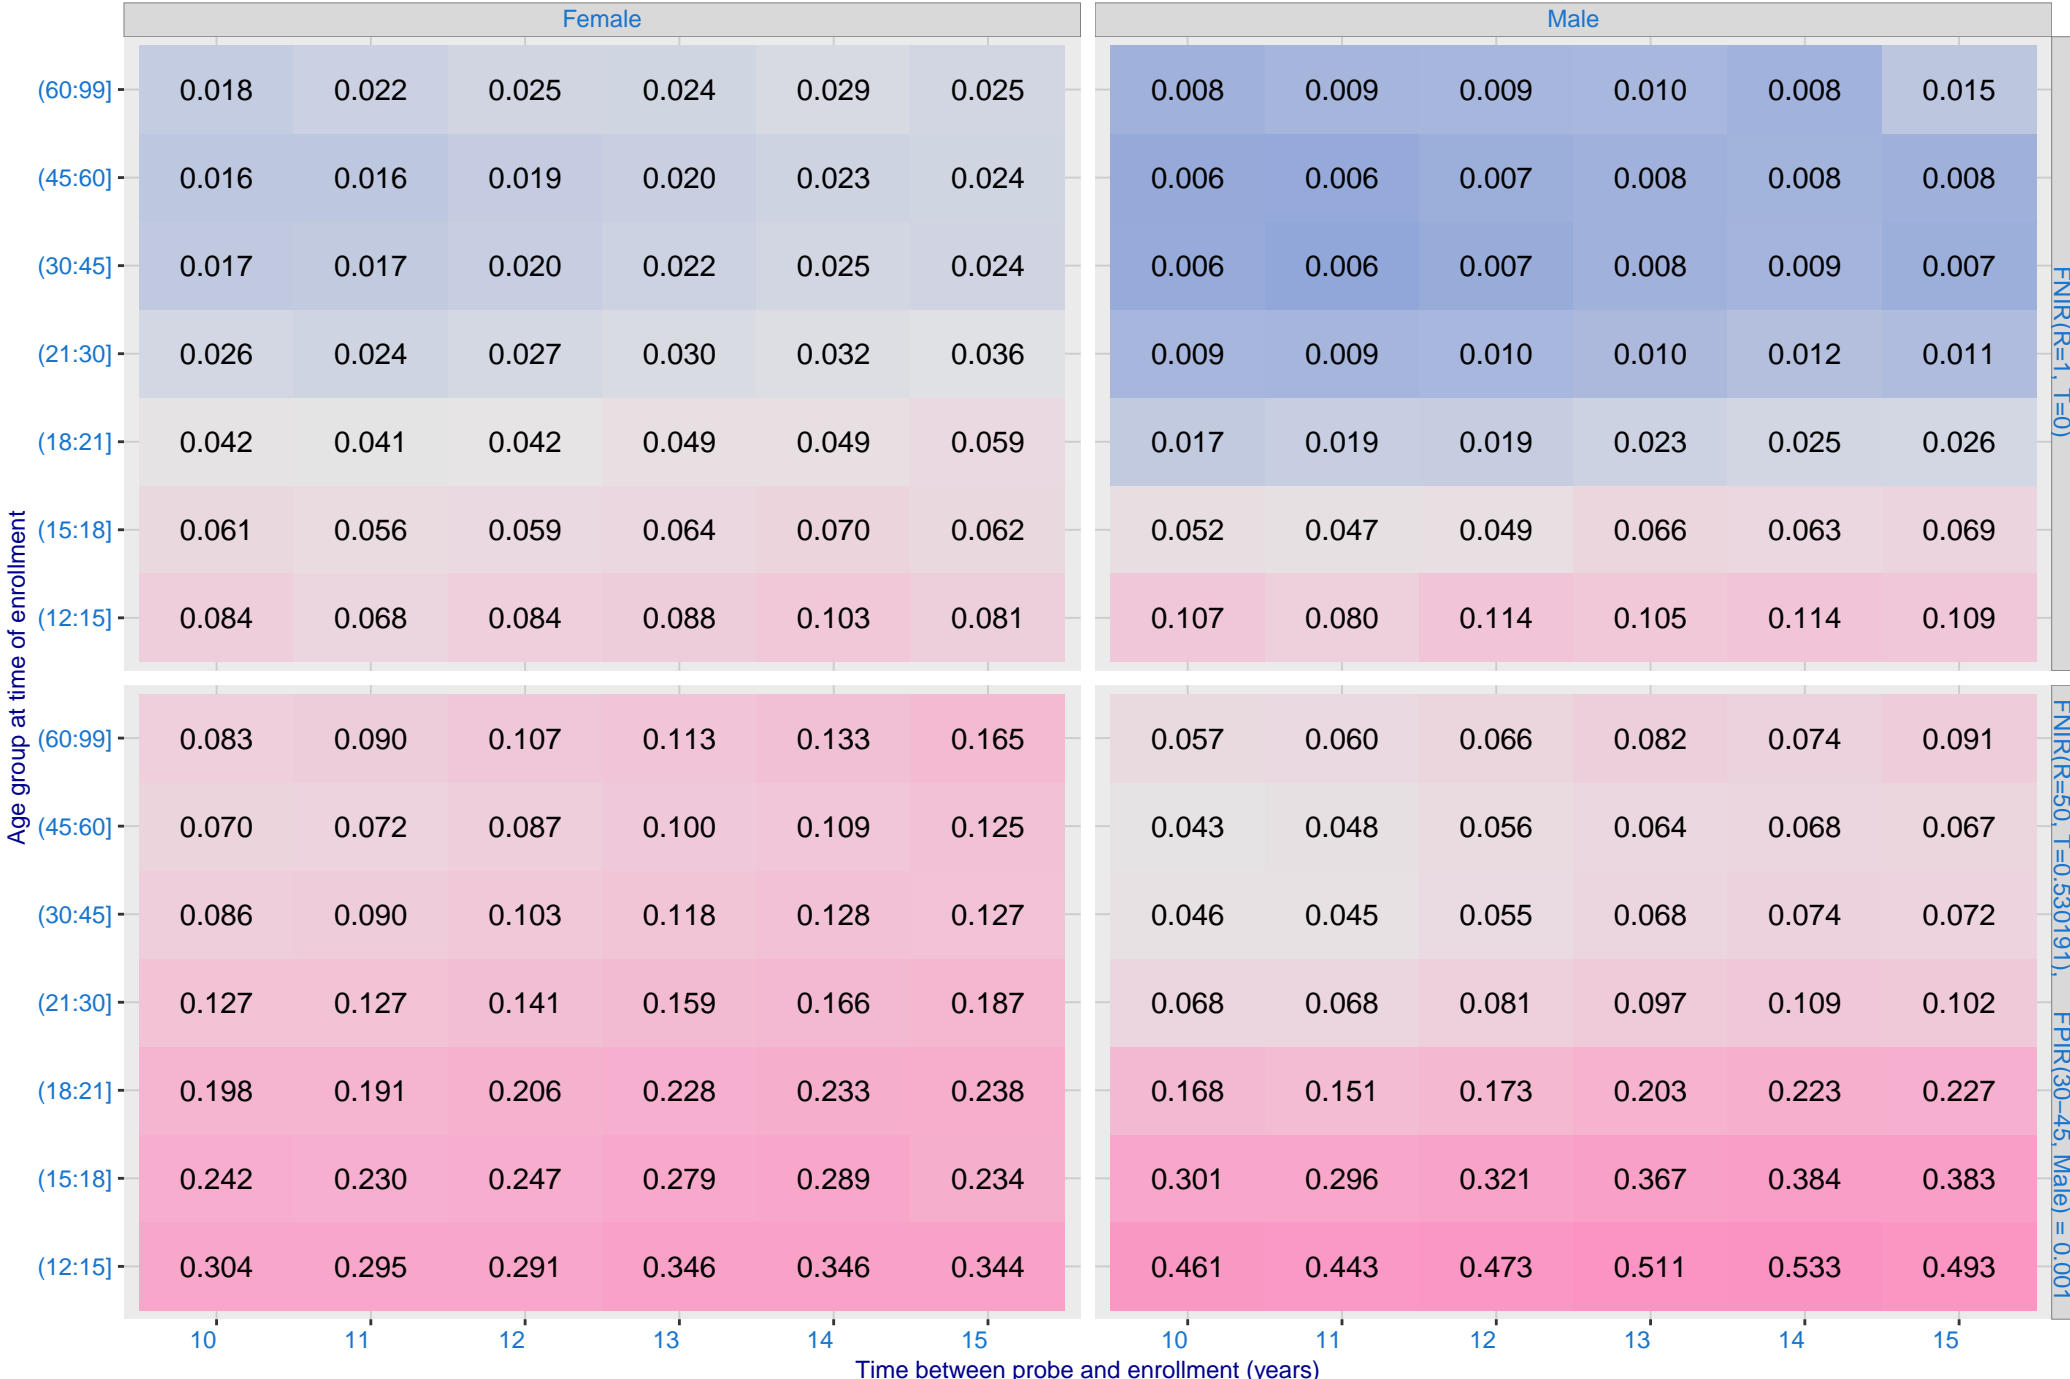 Female Male
(60:99] 0.018 0.022 0.025 0.024 0.029 0.025 0.008 0.009 0.009 0.010 0.008 0.015
(45:60] 0.016 0.016 0.019 0.020 0.023 0.024 0.006 0.006 0.007 0.008 0.008 0.008
(30:45] 0.017 0.017 0.020 0.022 0.025 0.024 0.006 0.006 0.007 0.008 0.009 0.007
(21:30] 0.026 0.024 0.027 0.030 0.032 0.036 0.009 0.009 0.010 0.010 0.012 0.011
(18:21] 0.042 0.041 0.042 0.049 0.049 0.059 0.017 0.019 0.019 0.023 0.025 0.026
(15:18] 0.061 0.056 0.059 0.064 0.070 0.062 0.052 0.047 0.049 0.066 0.063 0.069
(12:15] 0.084 0.068 0.084 0.088 0.103 0.081 0.107 0.080 0.114 0.105 0.114 0.109
FNIR(R=1, T=0)
Age group at time of enrollment
(60:99] 0.083 0.090 0.107 0.113 0.133 0.165 0.057 0.060 0.066 0.082 0.074 0.091
(45:60] 0.070 0.072 0.087 0.100 0.109 0.125 0.043 0.048 0.056 0.064 0.068 0.067
(30:45] 0.086 0.090 0.103 0.118 0.128 0.127 0.046 0.045 0.055 0.068 0.074 0.072
(21:30] 0.127 0.127 0.141 0.159 0.166 0.187 0.068 0.068 0.081 0.097 0.109 0.102
(18:21] 0.198 0.191 0.206 0.228 0.233 0.238 0.168 0.151 0.173 0.203 0.223 0.227
(15:18] 0.242 0.230 0.247 0.279 0.289 0.234 0.301 0.296 0.321 0.367 0.384 0.383
(12:15] 0.304 0.295 0.291 0.346 0.346 0.344 0.461 0.443 0.473 0.511 0.533 0.493
FNIR(R=50, T=0.530191), FPIR(30−45, Male) = 0.001
10 11 12 13 14 15 10 11 12 13 14 15
Time between probe and enrollment (years)